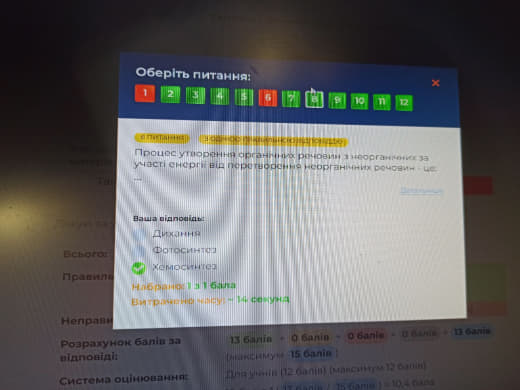 Оберіть питання:
1 2 3 4 5 6 7 8 9 10 11 12
8 питання з однією правильною відповіддю
Процес утворення органічних речовин з неорганічних за
участі енергії від перетворення неорганічних речовин - це:
...
Детальніше
Ваша відповідь:
Дихання
Фотосинтез
Хемосинтез
Набрано: 1 з 1 бала
Витрачено часу: ~ 14 секунд
Всього:
Правиль
Неправи
Розрахунок балів за 13 балів - 0 балів - 0 балів - 0 балів = 13 балів
відповіді: (максимум 15 балів)
Система оцінювання: Для учнів (12 балів) (максимум 12 балів)